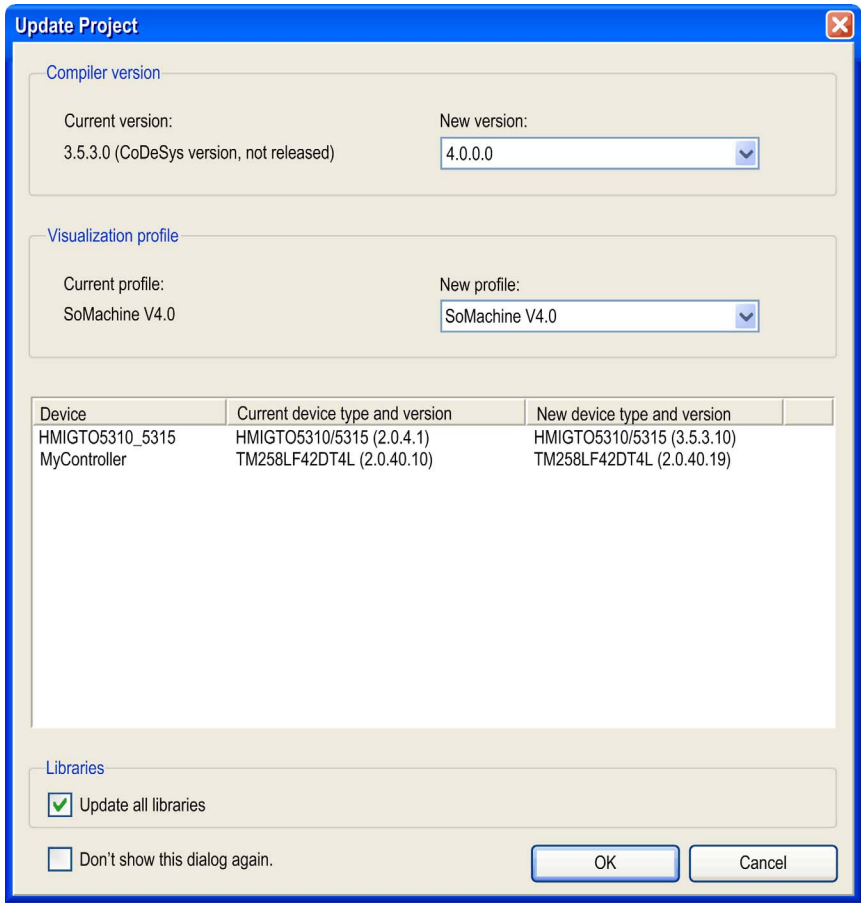 Update Project
Compiler version
Current version: New version:
3.5.3.0 (CoDeSys version, not released) 4.0.0.0
Visualization profile
Current profile: New profile:
SoMachine V4.0 SoMachine V4.0
Device Current device type and version New device type and version
HMIGTO5310_5315 HMIGTO5310/5315 (2.0.4.1) HMIGTO5310/5315 (3.5.3.10)
MyController TM258LF42DT4L (2.0.40.10) TM258LF42DT4L (2.0.40.19)
Libraries
Update all libraries
Don't show this dialog again. OK Cancel